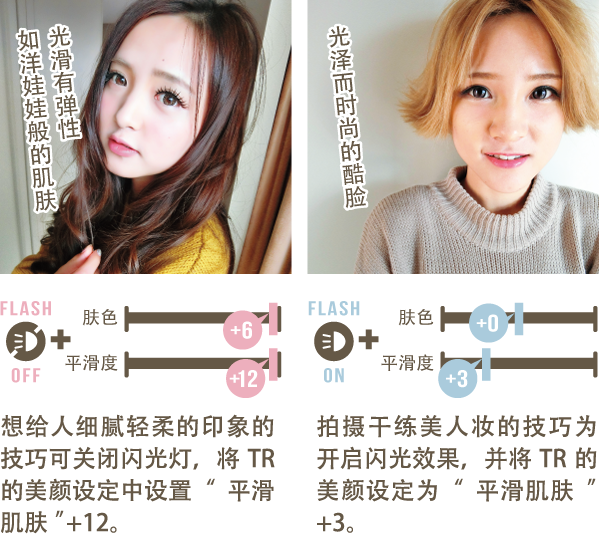 光滑有弹性
如洋娃娃般的肌肤
光泽而时尚的酷脸
FLASH
OFF
+
肤色
+6
平滑度
+12
FLASH
ON
+
肤色
+0
平滑度
+3
想给人细腻轻柔的印象的
技巧可关闭闪光灯，将 TR
的美颜设定中设置 “ 平滑
肌肤 ”+12。
拍摄干练美人妆的技巧为
开启闪光效果，并将 TR 的
美颜设定为 “ 平滑肌肤 ”
+3。